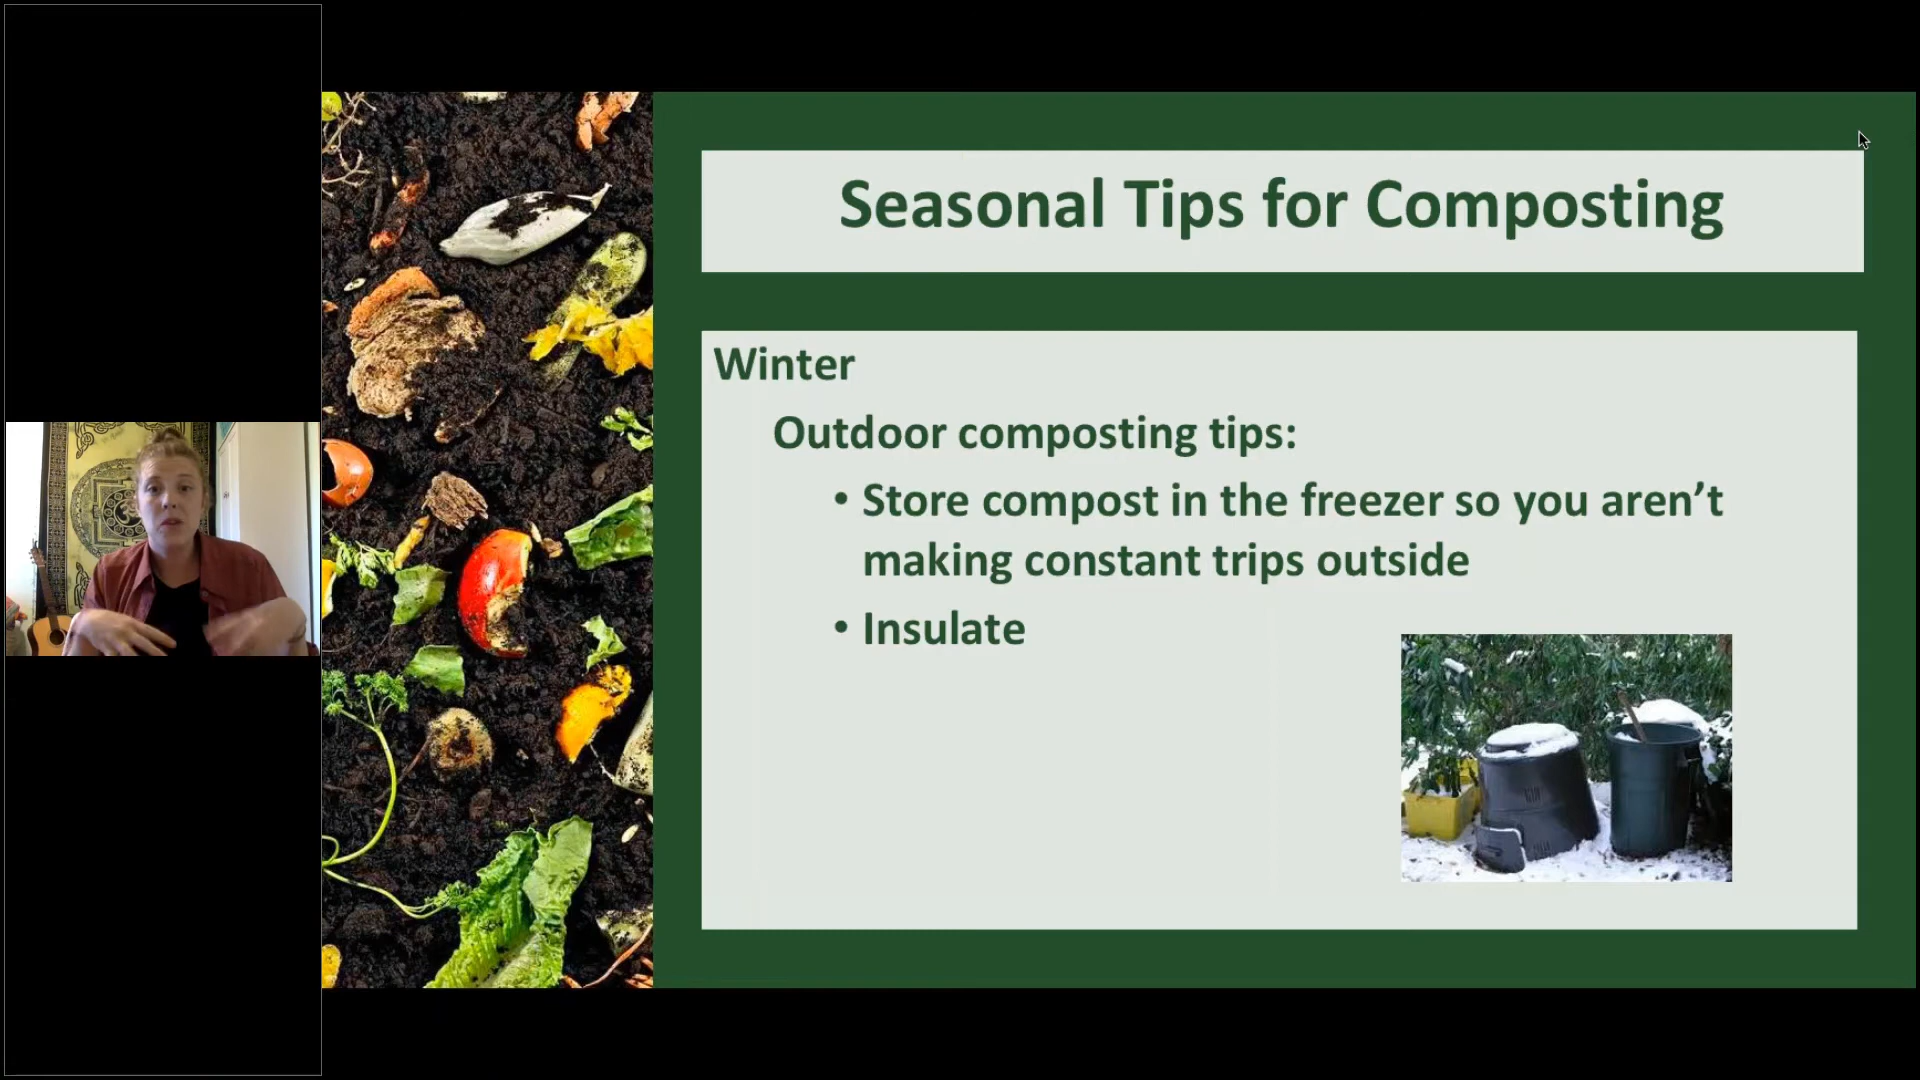 Seasonal Tips for Composting
Winter
Outdoor composting tips:
• Store compost in the freezer so you aren’t
making constant trips outside
• Insulate